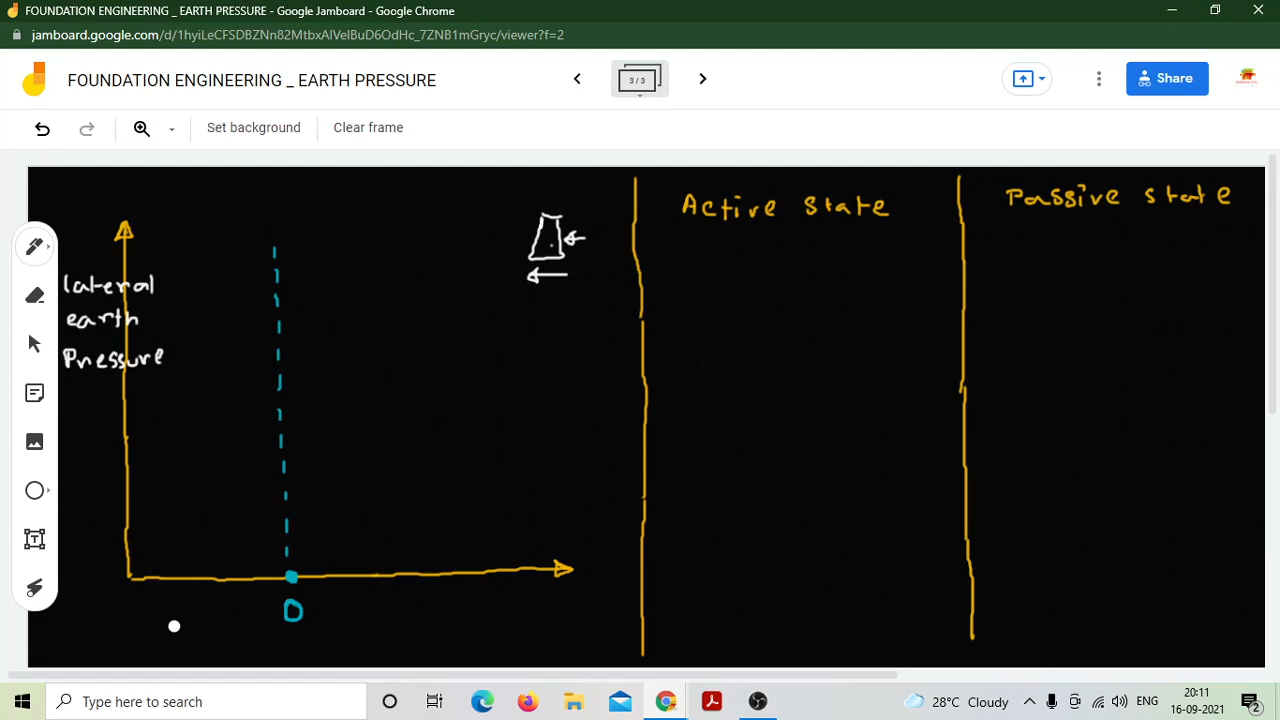 FOUNDATION ENGINEERING _ EARTH PRESSURE - Google Jamboard - Google Chrome
jamboard.google.com/d/1hyiLeCFSDBZNn82MtbxAlVelBuD6OdHc_7ZNB1mGryc/viewer?f=2
FOUNDATION ENGINEERING _ EARTH PRESSURE
3 / 3
Share
Set background
Clear frame
lateral
earth
Pressure
0
Active state
Passive state
Type here to search
28°C Cloudy
ENG
20:11
16-09-2021
2